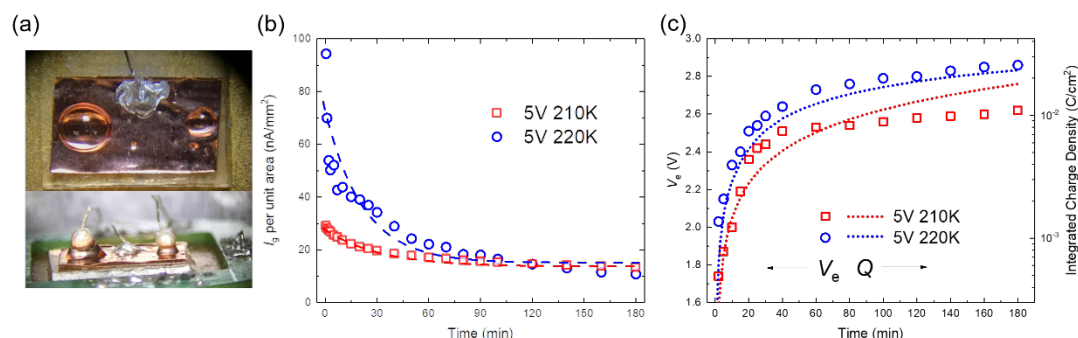 (a)
(b)
100
80
60
40
20
0
I_g per unit area (nA/mm²)
5V 210K
5V 220K
0 30 60 90 120 150 180
Time (min)
(c)
3.0
2.8
2.6
2.4
2.2
2.0
1.8
1.6
V_e (V)
5V 210K
5V 220K
V_e Q
0 20 40 60 80 100 120 140 160 180
Time (min)
10⁻²
10⁻³
Integrated Charge Density (C/cm²)